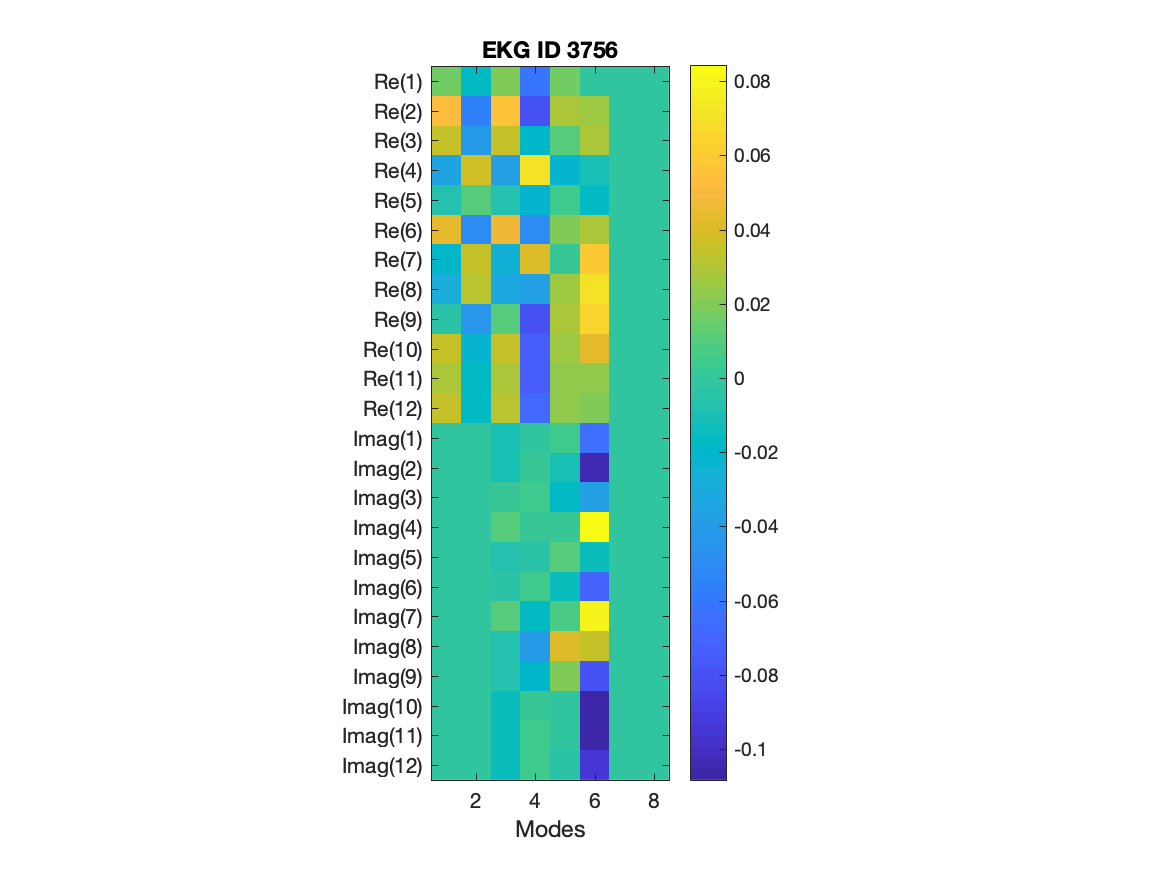 EKG ID 3756
Re(1)
Re(2)
Re(3)
Re(4)
Re(5)
Re(6)
Re(7)
Re(8)
Re(9)
Re(10)
Re(11)
Re(12)
Imag(1)
Imag(2)
Imag(3)
Imag(4)
Imag(5)
Imag(6)
Imag(7)
Imag(8)
Imag(9)
Imag(10)
Imag(11)
Imag(12)
2 4 6 8
Modes
0.08
0.06
0.04
0.02
0
-0.02
-0.04
-0.06
-0.08
-0.1